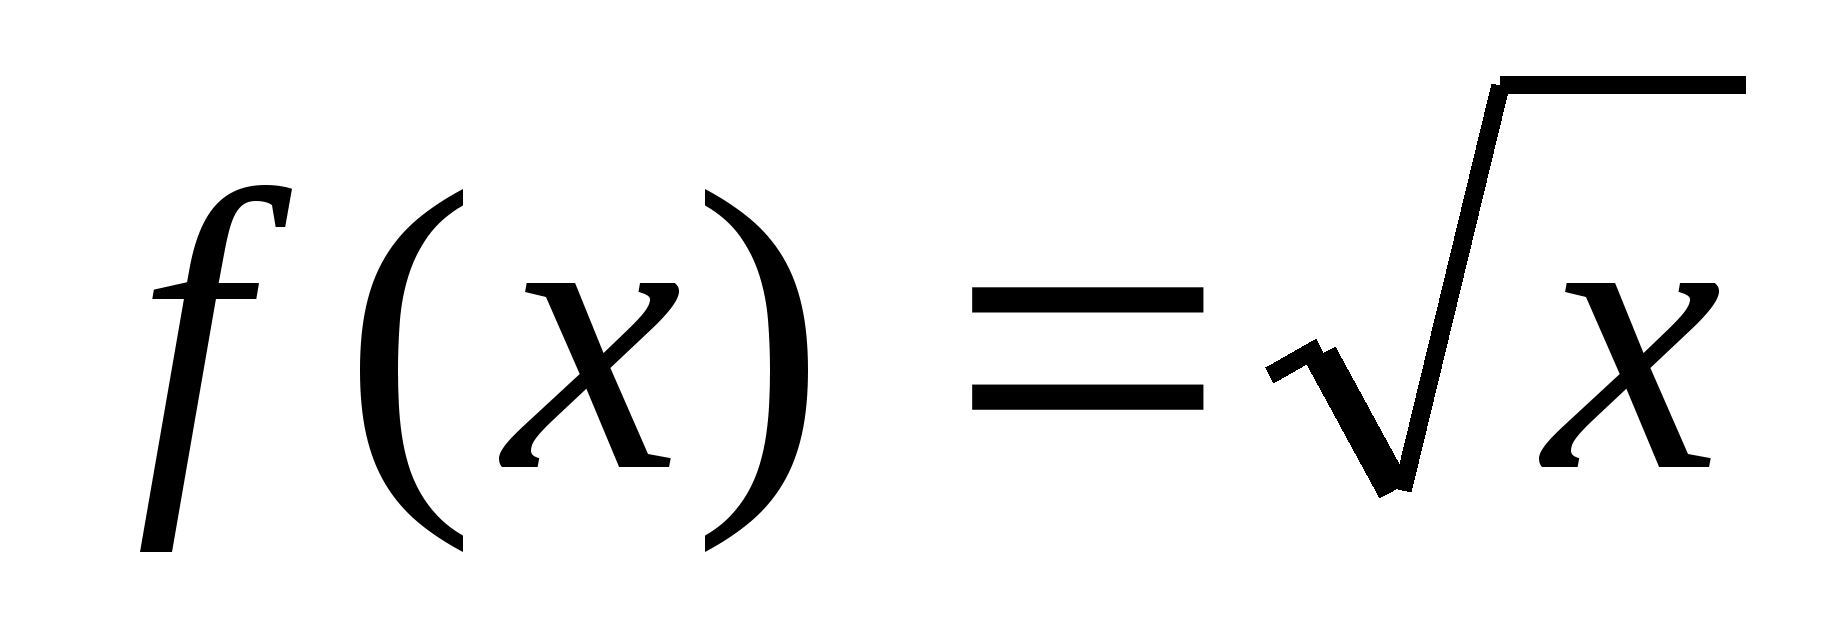 f(x) = √x